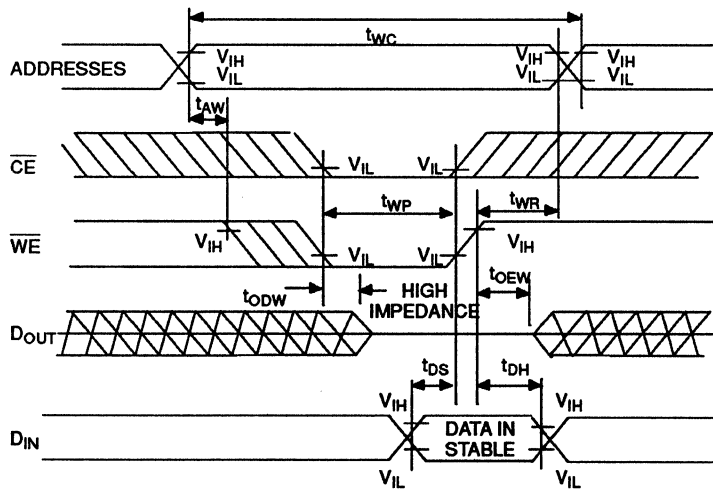 tWC
ADDRESSES
VIH
VIL
VIH
VIL
VIH
VIL
tAW
CE
VIL
VIL
tWP
tWR
WE
VIH
VIL
VIL
VIH
tODW
HIGH
IMPEDANCE
tOEW
DOUT
tDS
tDH
VIH
VIH
DIN
DATA IN
STABLE
VIL
VIL